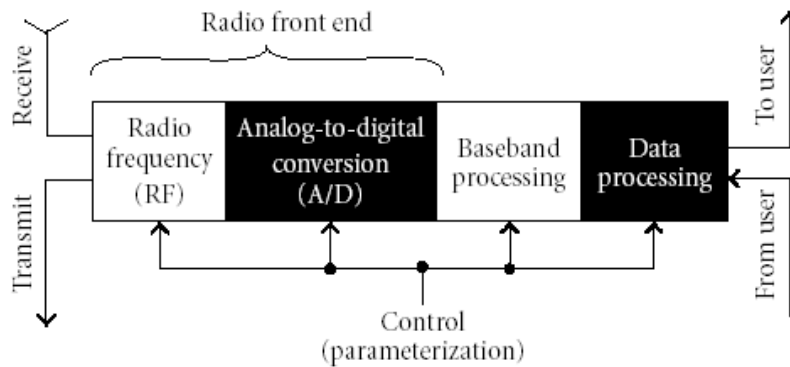 Radio front end
Receive
Transmit
Radio
frequency
(RF)
Analog-to-digital
conversion
(A/D)
Baseband
processing
Data
processing
To user
From user
Control
(parameterization)